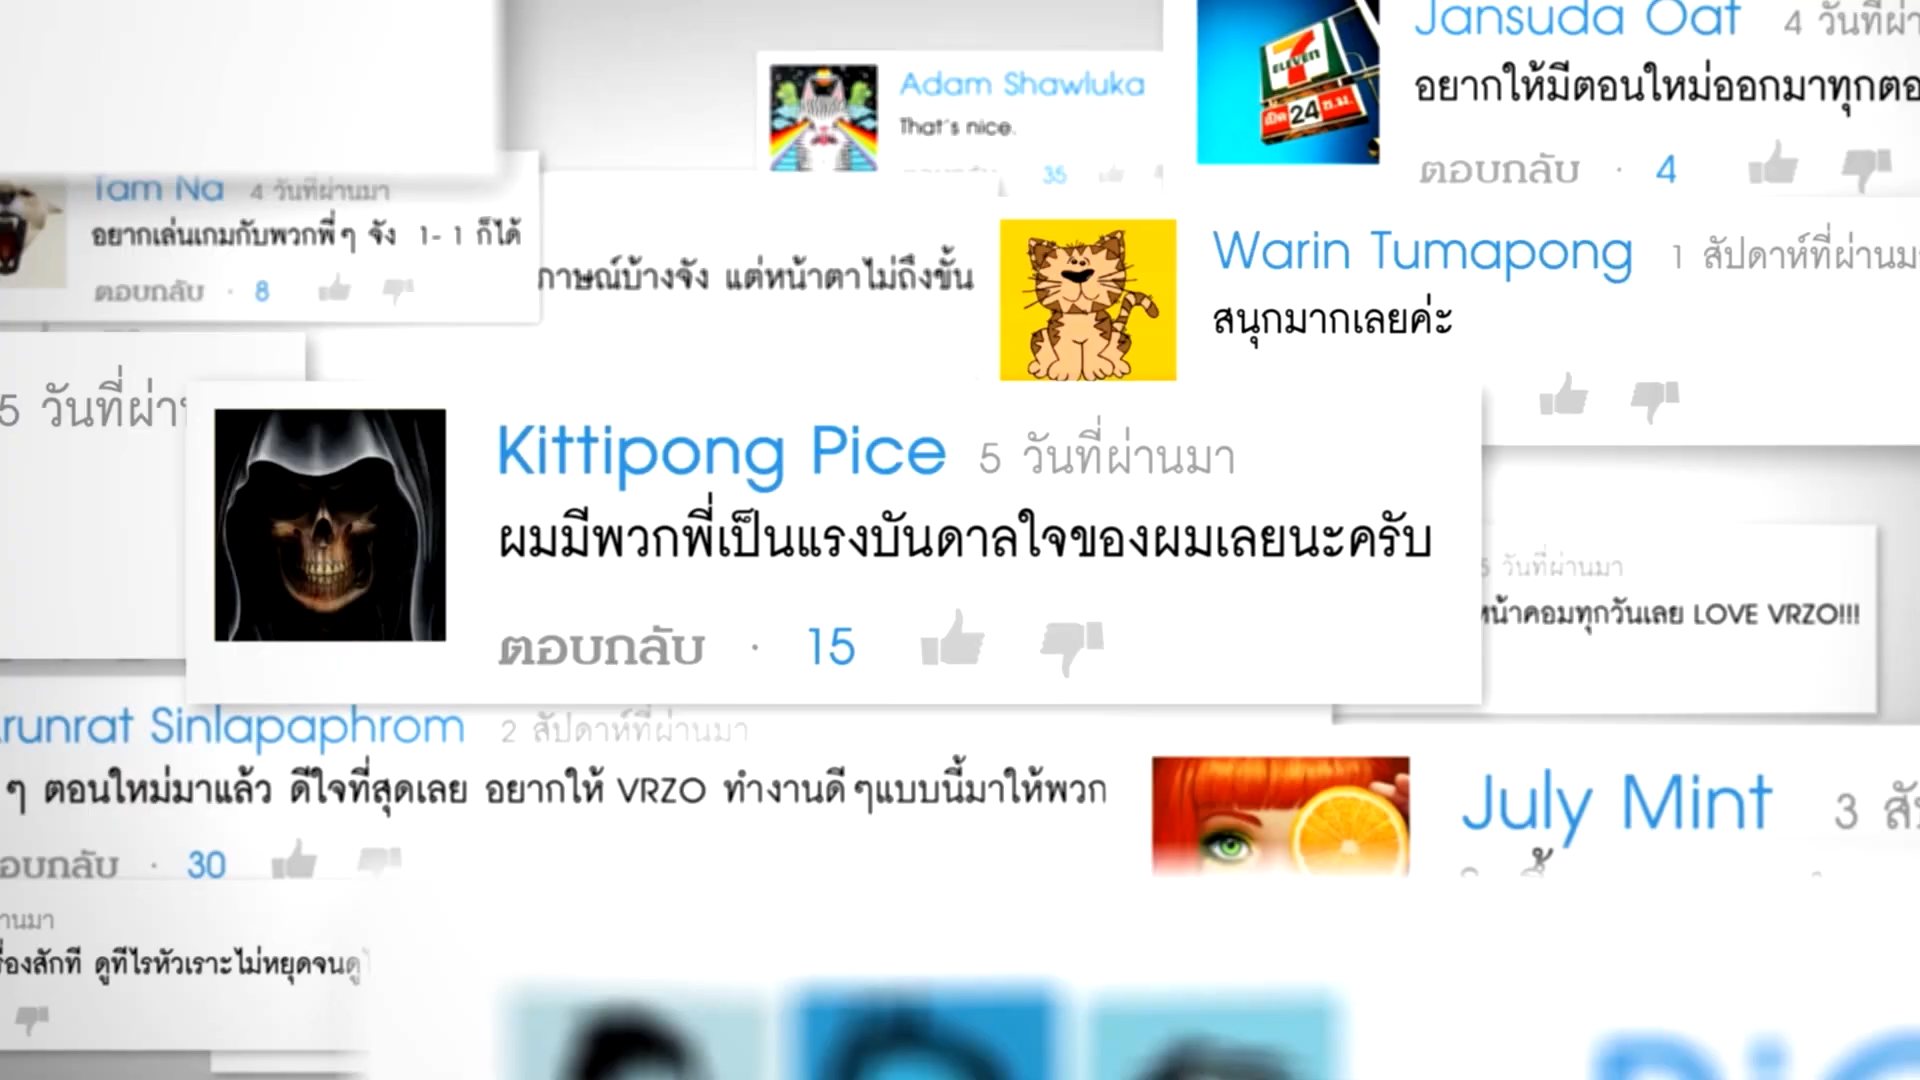 Jansuda Oat 4
อยากให้มีตอนใหม่ออกมาทุกตอ
ตอบกลับ · 4
7
ELEVEN
เปิด 24 ช.ม.
Adam Shawluka
That's nice.
35
Tam Na 4 วันที่ผ่านมา
อยากเล่นเกมกับพวกพี่ๆ จัง 1- 1 ก็ได้
ตอบกลับ · 8
ภาษณ์บ้างจัง แต่หน้าตาไม่ถึงขั้น
Warin Tumapong 1 สัปดาห์ที่ผ่านม
สนุกมากเลยค่ะ
5 วันที่ผ่า
Kittipong Pice 5 วันที่ผ่านมา
ผมมีพวกพี่เป็นแรงบันดาลใจของผมเลยนะครับ
ตอบกลับ · 15
5 วันที่ผ่านมา
หน้าคอมทุกวันเลย LOVE VRZO!!!
runrat Sinlapaphrom 2 สัปดาห์ที่ผ่านมา
ๆ ตอนใหม่มาแล้ว ดีใจที่สุดเลย อยากให้ VRZO ทำงานดีๆแบบนี้มาให้พวก
อบกลับ · 30
July Mint 3 สั
านมา
รื่องสักที ดูทีไรหัวเราะไม่หยุดจนดู